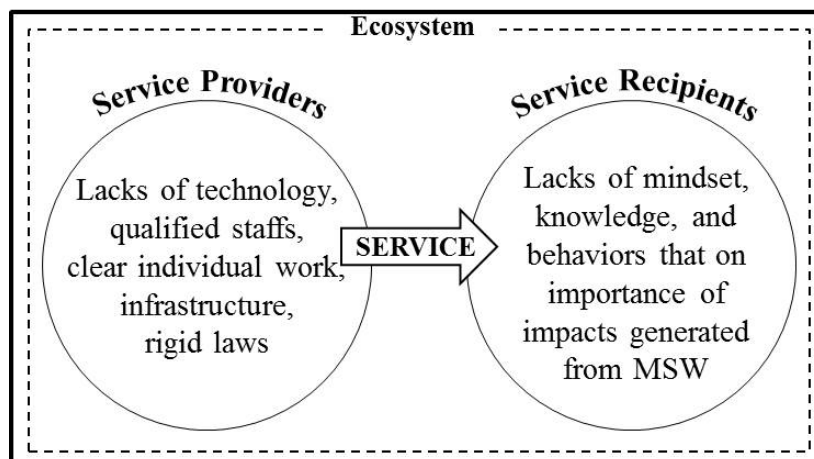 Ecosystem
Service Providers
Lacks of technology,
qualified staffs,
clear individual work,
infrastructure,
rigid laws
SERVICE
Service Recipients
Lacks of mindset,
knowledge, and
behaviors that on
importance of
impacts generated
from MSW